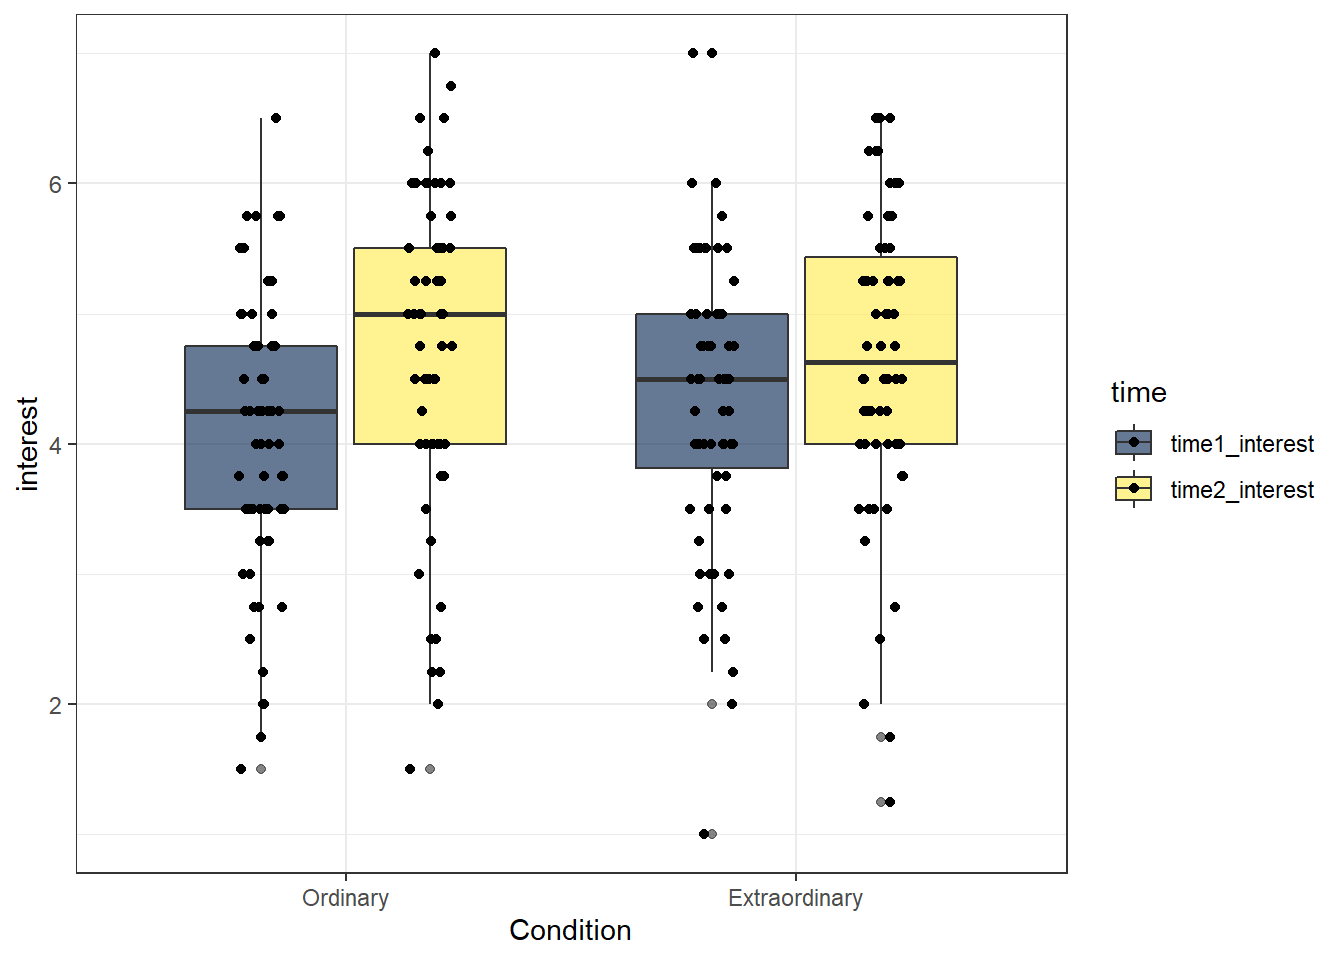 interest
6
4
2
Ordinary
Extraordinary
Condition
time
time1_interest
time2_interest